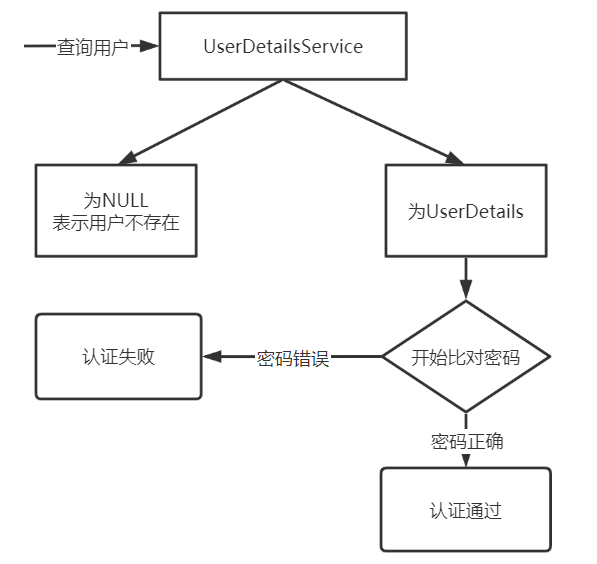 查询用户
UserDetailsService
为NULL
表示用户不存在
为UserDetails
认证失败
密码错误
开始比对密码
密码正确
认证通过